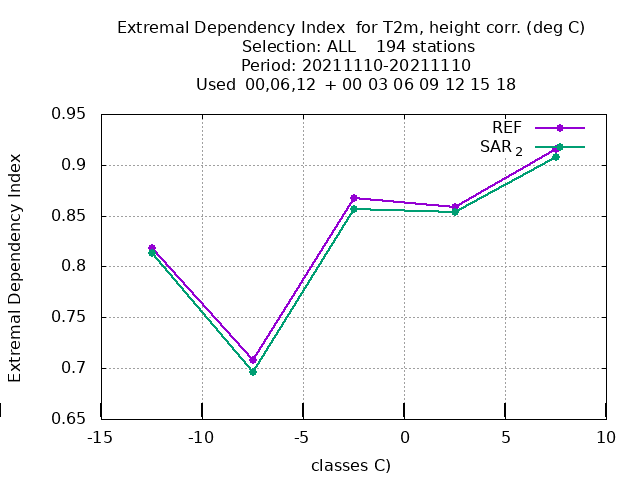 Extremal Dependency Index for T2m, height corr. (deg C)
Selection: ALL 194 stations
Period: 20211110-20211110
Used 00,06,12 + 00 03 06 09 12 15 18
REF
SAR 2
Extremal Dependency Index
0.95
0.9
0.85
0.8
0.75
0.7
0.65
-15 -10 -5 0 5 10
classes C)